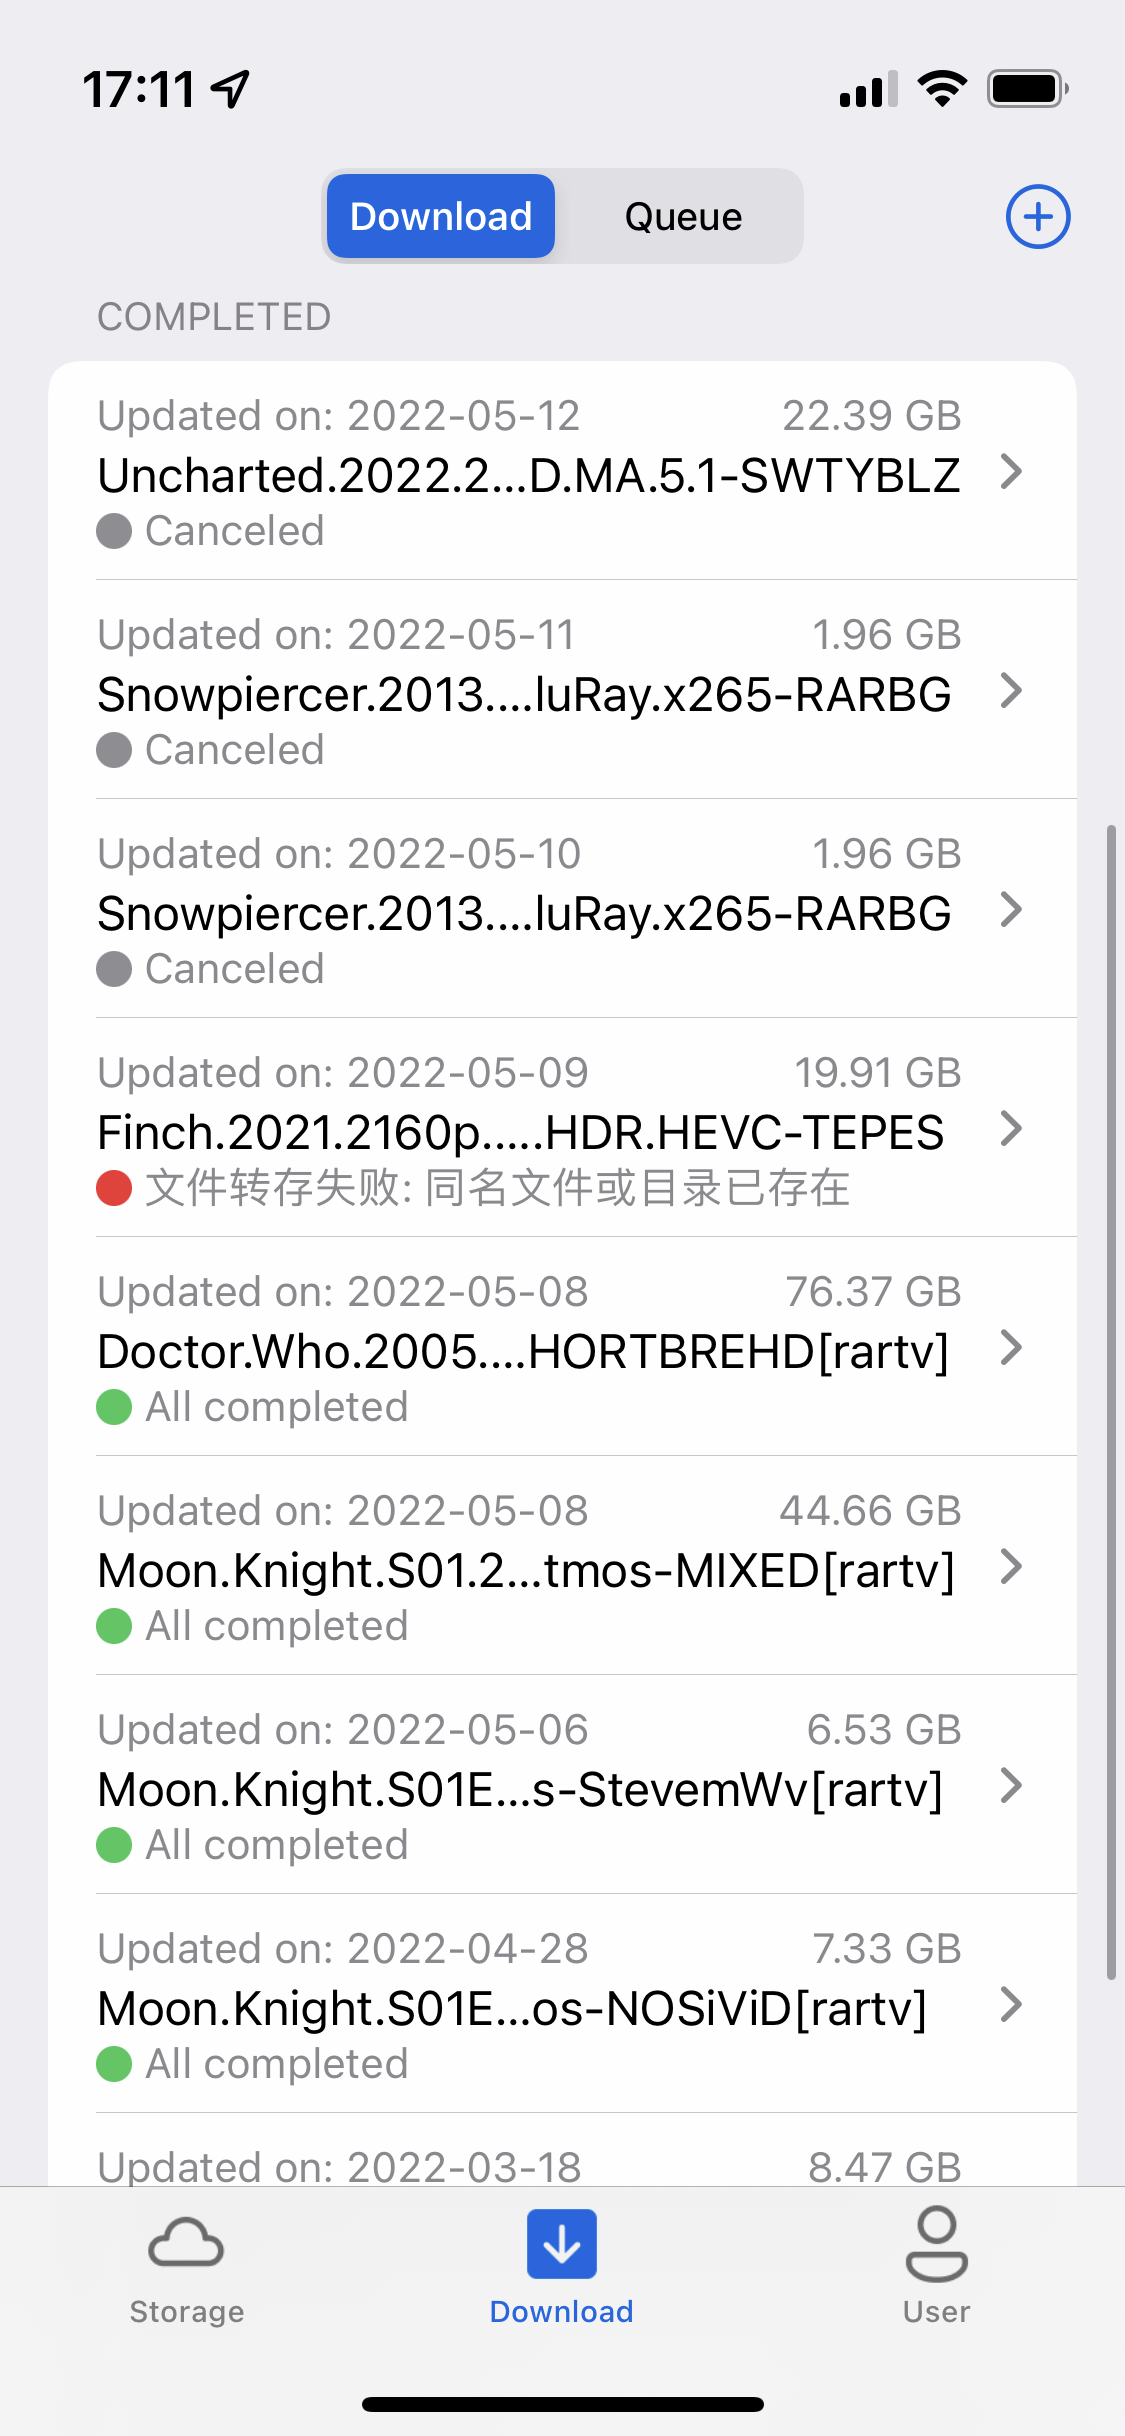 17:11
Download
Queue
COMPLETED
Updated on: 2022-05-12 22.39 GB
Uncharted.2022.2...D.MA.5.1-SWTYBLZ
Canceled
Updated on: 2022-05-11 1.96 GB
Snowpiercer.2013....luRay.x265-RARBG
Canceled
Updated on: 2022-05-10 1.96 GB
Snowpiercer.2013....luRay.x265-RARBG
Canceled
Updated on: 2022-05-09 19.91 GB
Finch.2021.2160p.....HDR.HEVC-TEPES
文件转存失败: 同名文件或目录已存在
Updated on: 2022-05-08 76.37 GB
Doctor.Who.2005....HORTBREHD[rartv]
All completed
Updated on: 2022-05-08 44.66 GB
Moon.Knight.S01.2...tmos-MIXED[rartv]
All completed
Updated on: 2022-05-06 6.53 GB
Moon.Knight.S01E...s-StevemWv[rartv]
All completed
Updated on: 2022-04-28 7.33 GB
Moon.Knight.S01E...os-NOSiViD[rartv]
All completed
Updated on: 2022-03-18 8.47 GB
Storage
Download
User